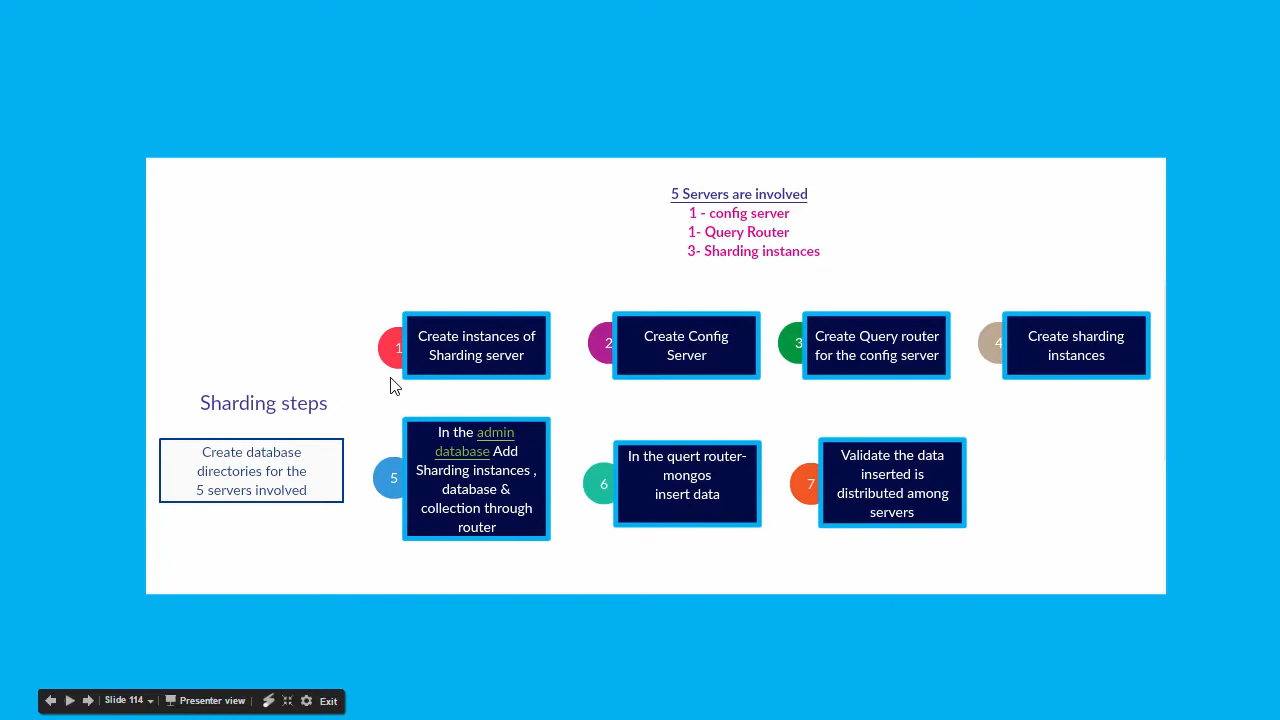 5 Servers are involved
1 - config server
1- Query Router
3- Sharding instances
1
Create instances of
Sharding server
2
Create Config
Server
3
Create Query router
for the config server
4
Create sharding
instances
Sharding steps
Create database
directories for the
5 servers involved
5
In the admin
database Add
Sharding instances ,
database &
collection through
router
6
In the quert router-
mongos
insert data
7
Validate the data
inserted is
distributed among
servers
Slide 114
Presenter view
Exit